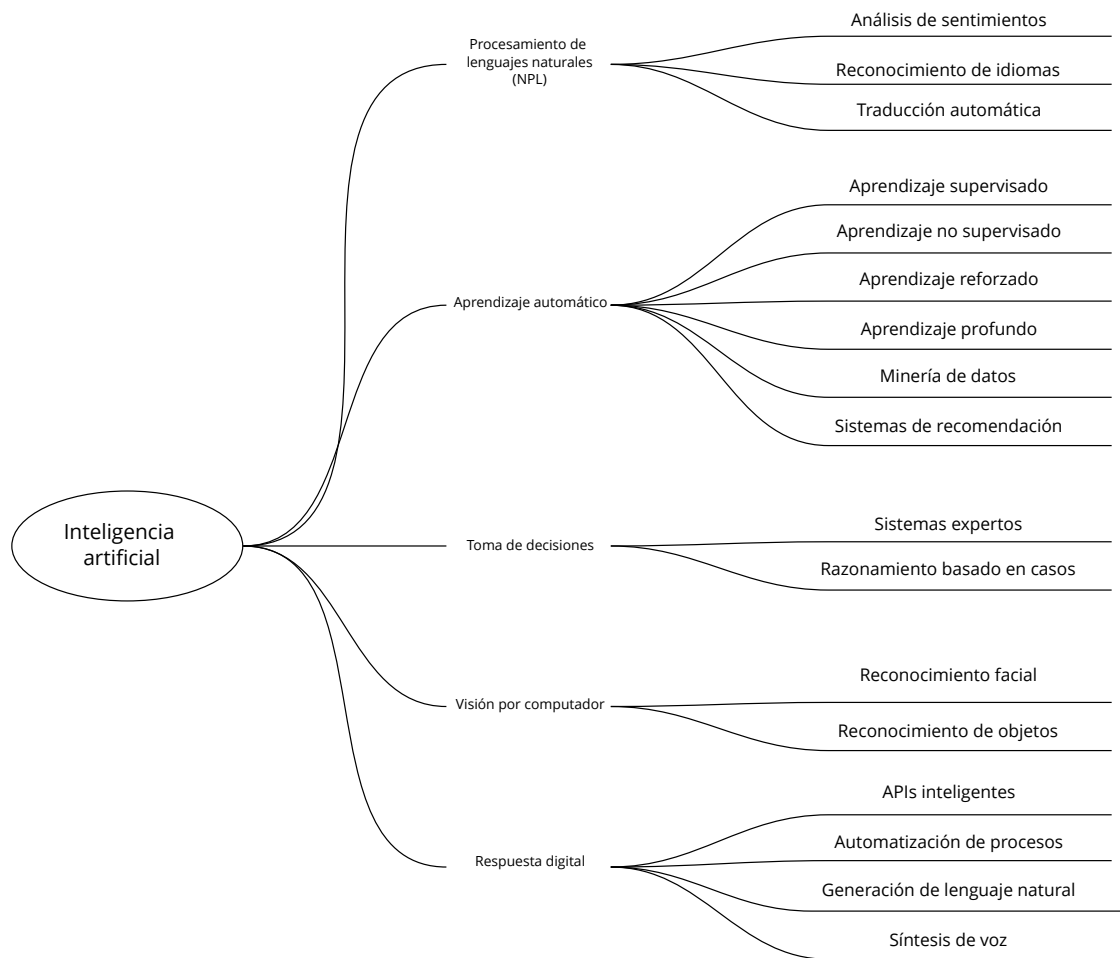 Inteligencia
artificial
Procesamiento de
lenguajes naturales
(NPL)
Análisis de sentimientos
Reconocimiento de idiomas
Traducción automática
Aprendizaje automático
Aprendizaje supervisado
Aprendizaje no supervisado
Aprendizaje reforzado
Aprendizaje profundo
Minería de datos
Sistemas de recomendación
Toma de decisiones
Sistemas expertos
Razonamiento basado en casos
Visión por computador
Reconocimiento facial
Reconocimiento de objetos
Respuesta digital
APIs inteligentes
Automatización de procesos
Generación de lenguaje natural
Síntesis de voz